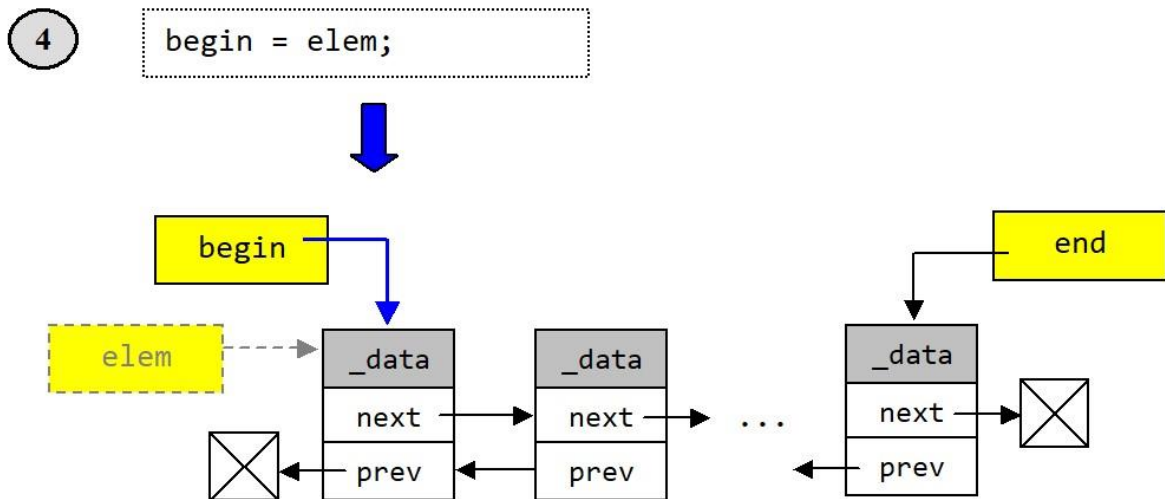 4
begin = elem;
begin
end
elem
_data
_data
_data
next
next
...
next
prev
prev
prev